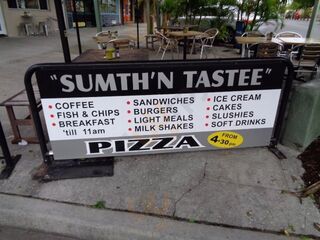 "SUMTH'N TASTEE"
• COFFEE
• FISH & CHIPS
• BREAKFAST
'till 11am
• SANDWICHES
• BURGERS
• LIGHT MEALS
• MILK SHAKES
• ICE CREAM
• CAKES
• SLUSHIES
• SOFT DRINKS
PIZZA
FROM
4-30pm